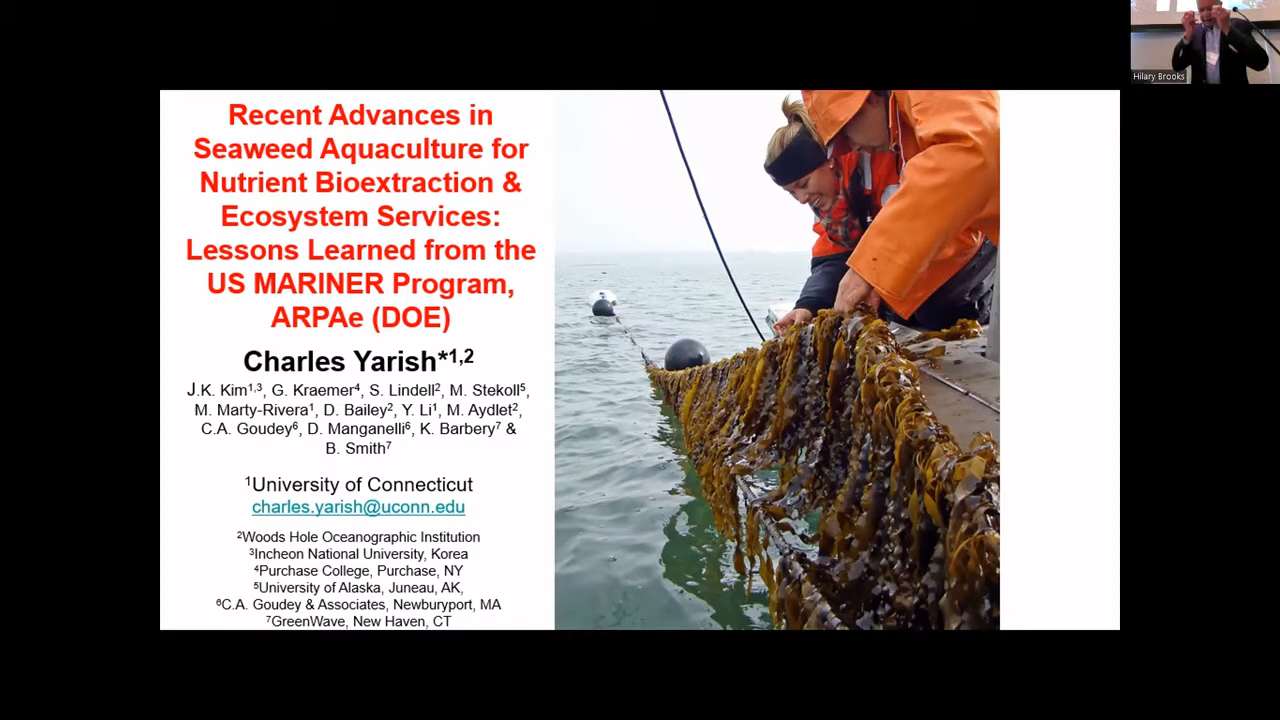 Recent Advances in
Seaweed Aquaculture for
Nutrient Bioextraction &
Ecosystem Services:
Lessons Learned from the
US MARINER Program,
ARPAe (DOE)
Charles Yarish*1,2
J.K. Kim1,3, G. Kraemer4, S. Lindell2, M. Stekoll5,
M. Marty-Rivera1, D. Bailey2, Y. Li1, M. Aydlet2,
C.A. Goudey6, D. Manganelli6, K. Barbery7 &
B. Smith7
1University of Connecticut
charles.yarish@uconn.edu
2Woods Hole Oceanographic Institution
3Incheon National University, Korea
4Purchase College, Purchase, NY
5University of Alaska, Juneau, AK,
6C.A. Goudey & Associates, Newburyport, MA
7GreenWave, New Haven, CT
Hilary Brooks